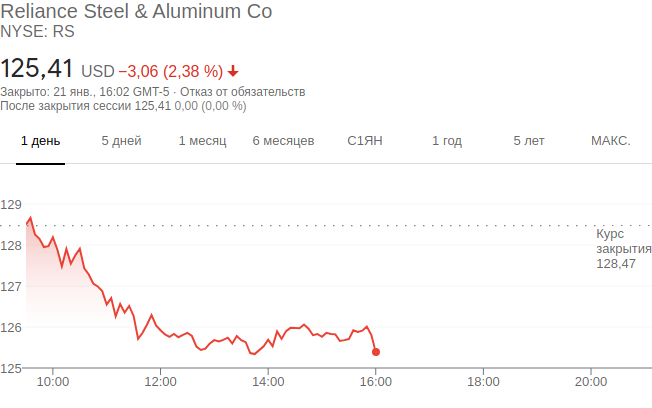 Reliance Steel & Aluminum Co
NYSE: RS
125,41 USD −3,06 (2,38 %)
Закрыто: 21 янв., 16:02 GMT-5 · Отказ от обязательств
После закрытия сессии 125,41 0,00 (0,00 %)
1 день 5 дней 1 месяц 6 месяцев С1ЯН 1 год 5 лет МАКС.
129
Курс
закрытия
128,47
128
127
126
125
10:00 12:00 14:00 16:00 18:00 20:00